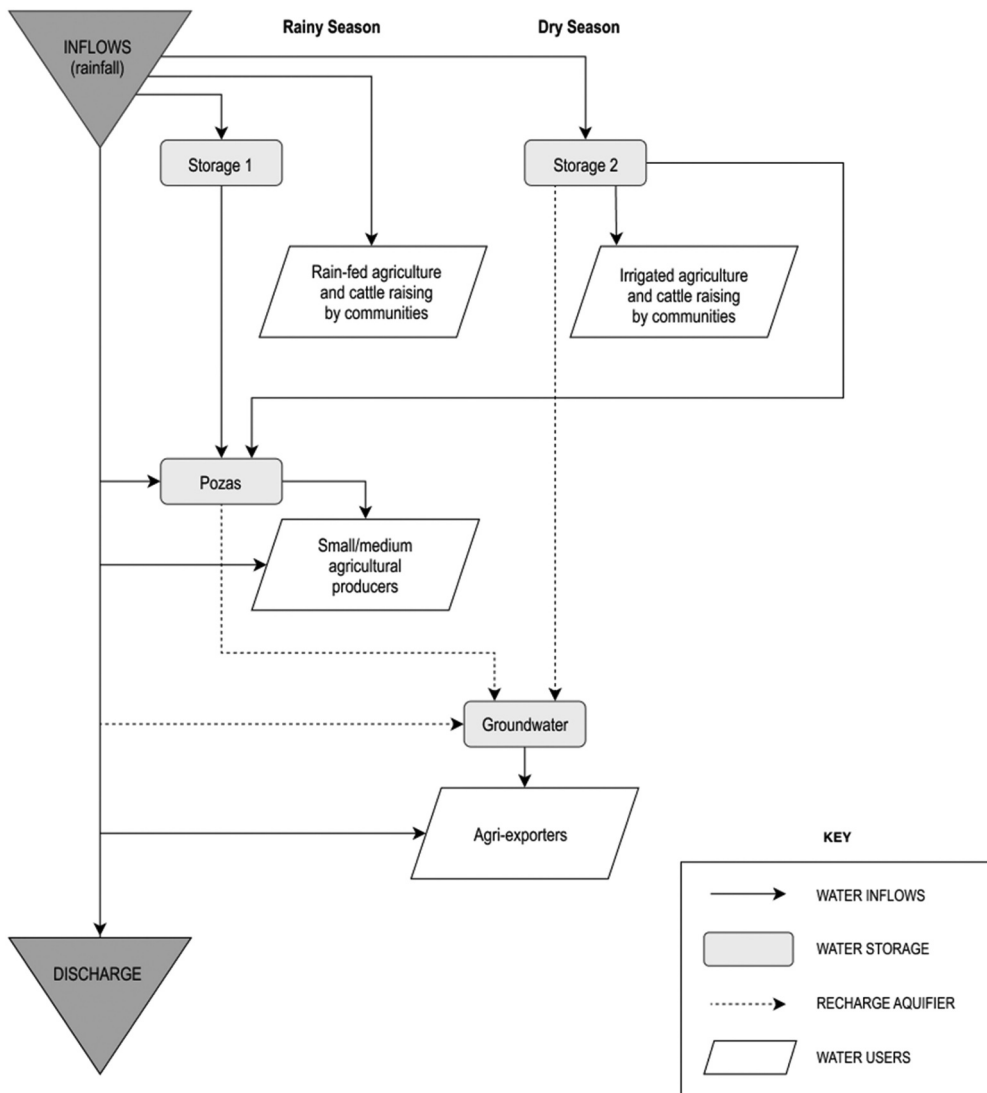 INFLOWS
(rainfall)
Rainy Season
Dry Season
Storage 1
Storage 2
Rain-fed agriculture
and cattle raising
by communities
Irrigated agriculture
and cattle raising
by communities
Pozas
Small/medium
agricultural
producers
Groundwater
Agri-exporters
DISCHARGE
KEY
WATER INFLOWS
WATER STORAGE
RECHARGE AQUIFIER
WATER USERS